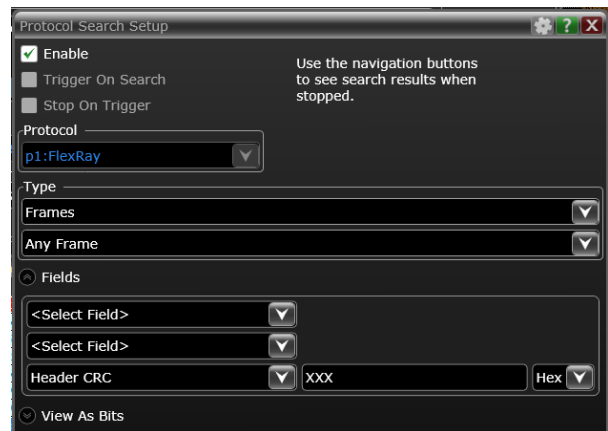 Protocol Search Setup
?
X
Enable
Use the navigation buttons
to see search results when
stopped.
Trigger On Search
Stop On Trigger
Protocol
p1:FlexRay
Type
Frames
Any Frame
Fields
<Select Field>
<Select Field>
Header CRC
XXX
Hex
View As Bits